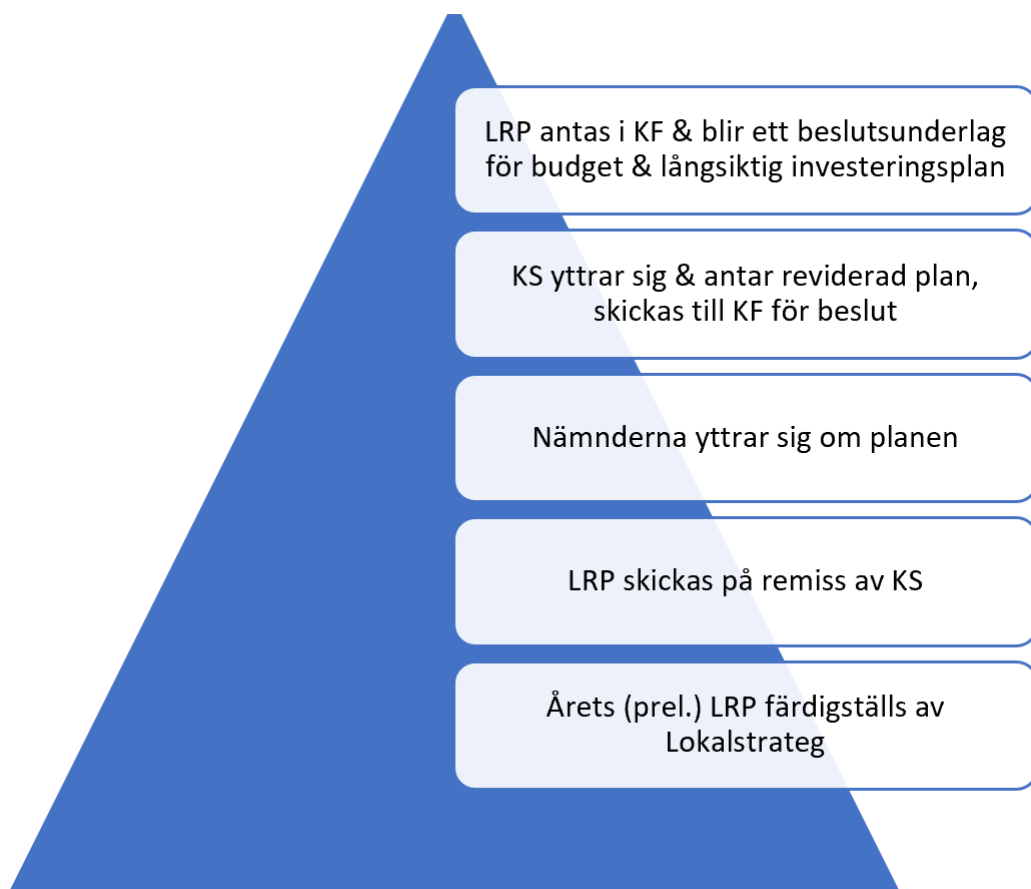 LRP antas i KF & blir ett beslutsunderlag
för budget & långsiktig investeringsplan
KS yttrar sig & antar reviderad plan,
skickas till KF för beslut
Nämnderna yttrar sig om planen
LRP skickas på remiss av KS
Årets (prel.) LRP färdigställs av
Lokalstrateg